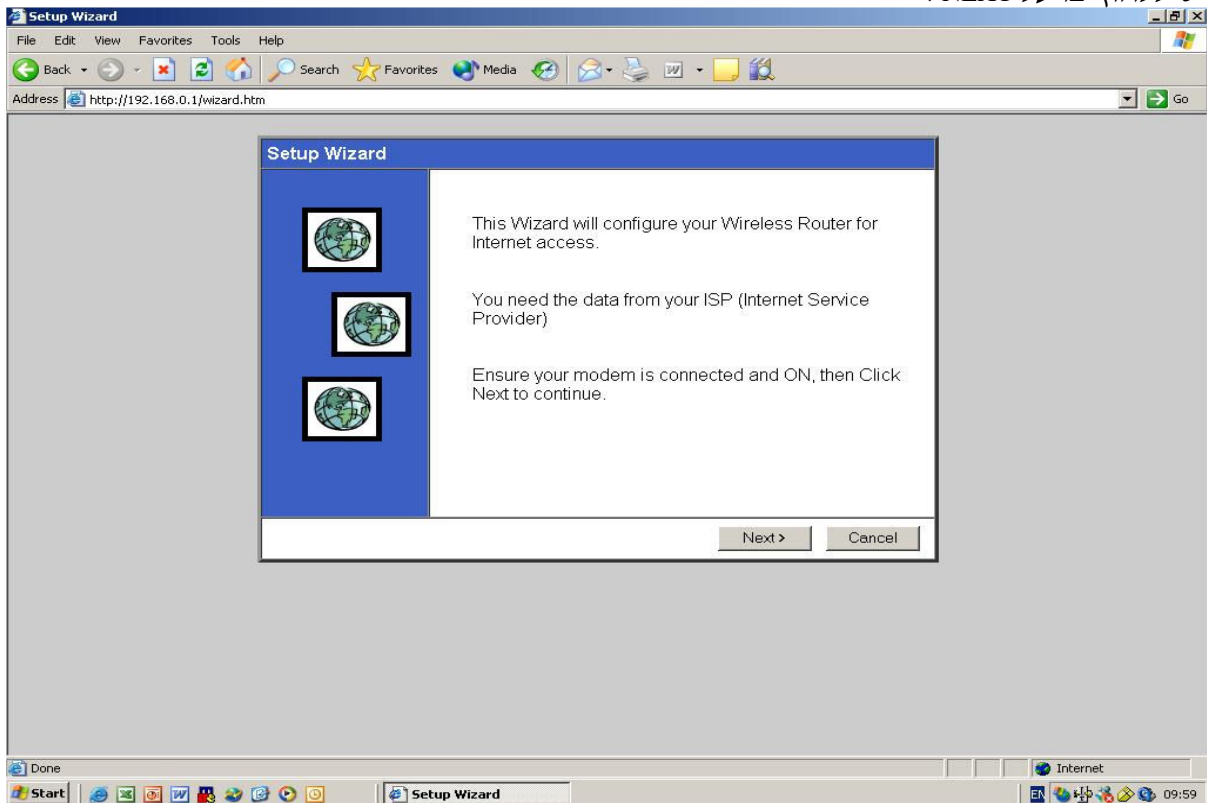 Setup Wizard
File Edit View Favorites Tools Help
Back Search Favorites Media
Address http://192.168.0.1/wizard.htm Go
Setup Wizard
This Wizard will configure your Wireless Router for
Internet access.
You need the data from your ISP (Internet Service
Provider)
Ensure your modem is connected and ON, then Click
Next to continue.
Next> Cancel
Done Internet
Start Setup Wizard EN 09:59